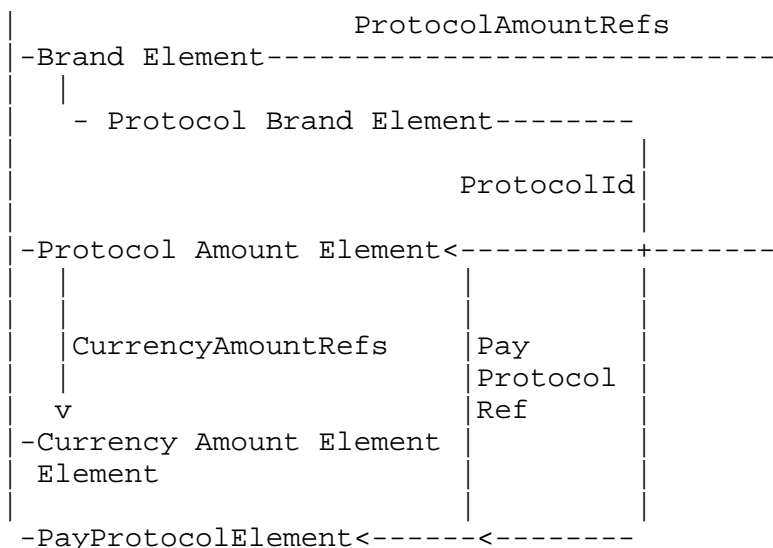 ProtocolAmountRefs
-Brand Element-----------------------------
- Protocol Brand Element--------
ProtocolId
-Protocol Amount Element<----------+-------
CurrencyAmountRefs Pay
Protocol
v Ref
-Currency Amount Element
Element
-PayProtocolElement<------<--------